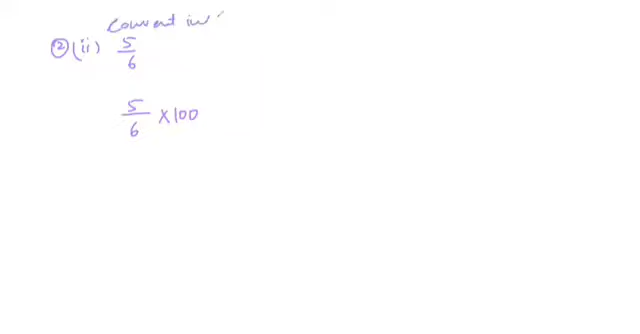 Convert in
② (ii) 5/6
5/6 × 100